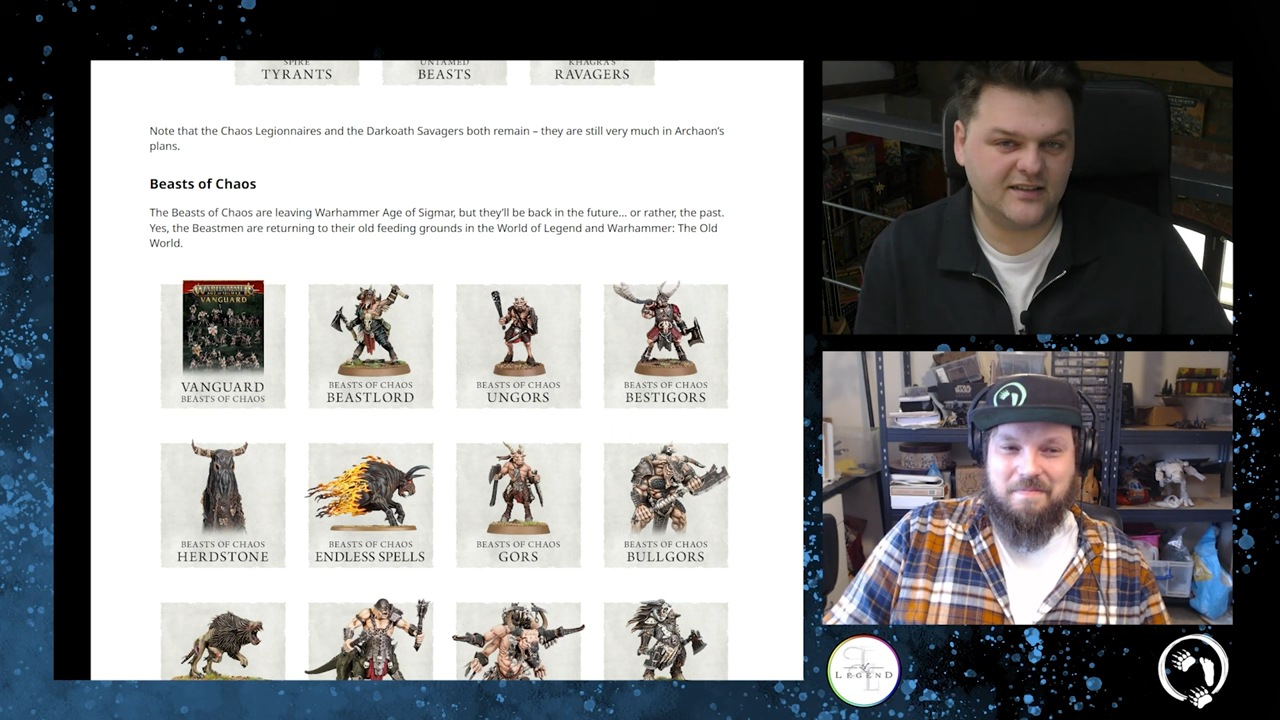 SPIRE
TYRANTS
UNTAMED
BEASTS
KHAGRA'S
RAVAGERS
Note that the Chaos Legionnaires and the Darkoath Savagers both remain – they are still very much in Archaon's
plans.
Beasts of Chaos
The Beasts of Chaos are leaving Warhammer Age of Sigmar, but they'll be back in the future… or rather, the past.
Yes, the Beastmen are returning to their old feeding grounds in the World of Legend and Warhammer: The Old
World.
WARHAMMER
VANGUARD
VANGUARD
BEASTS OF CHAOS
BEASTS OF CHAOS
BEASTLORD
BEASTS OF CHAOS
UNGORS
BEASTS OF CHAOS
BESTIGORS
BEASTS OF CHAOS
HERDSTONE
BEASTS OF CHAOS
ENDLESS SPELLS
BEASTS OF CHAOS
GORS
BEASTS OF CHAOS
BULLGORS
LEGEND